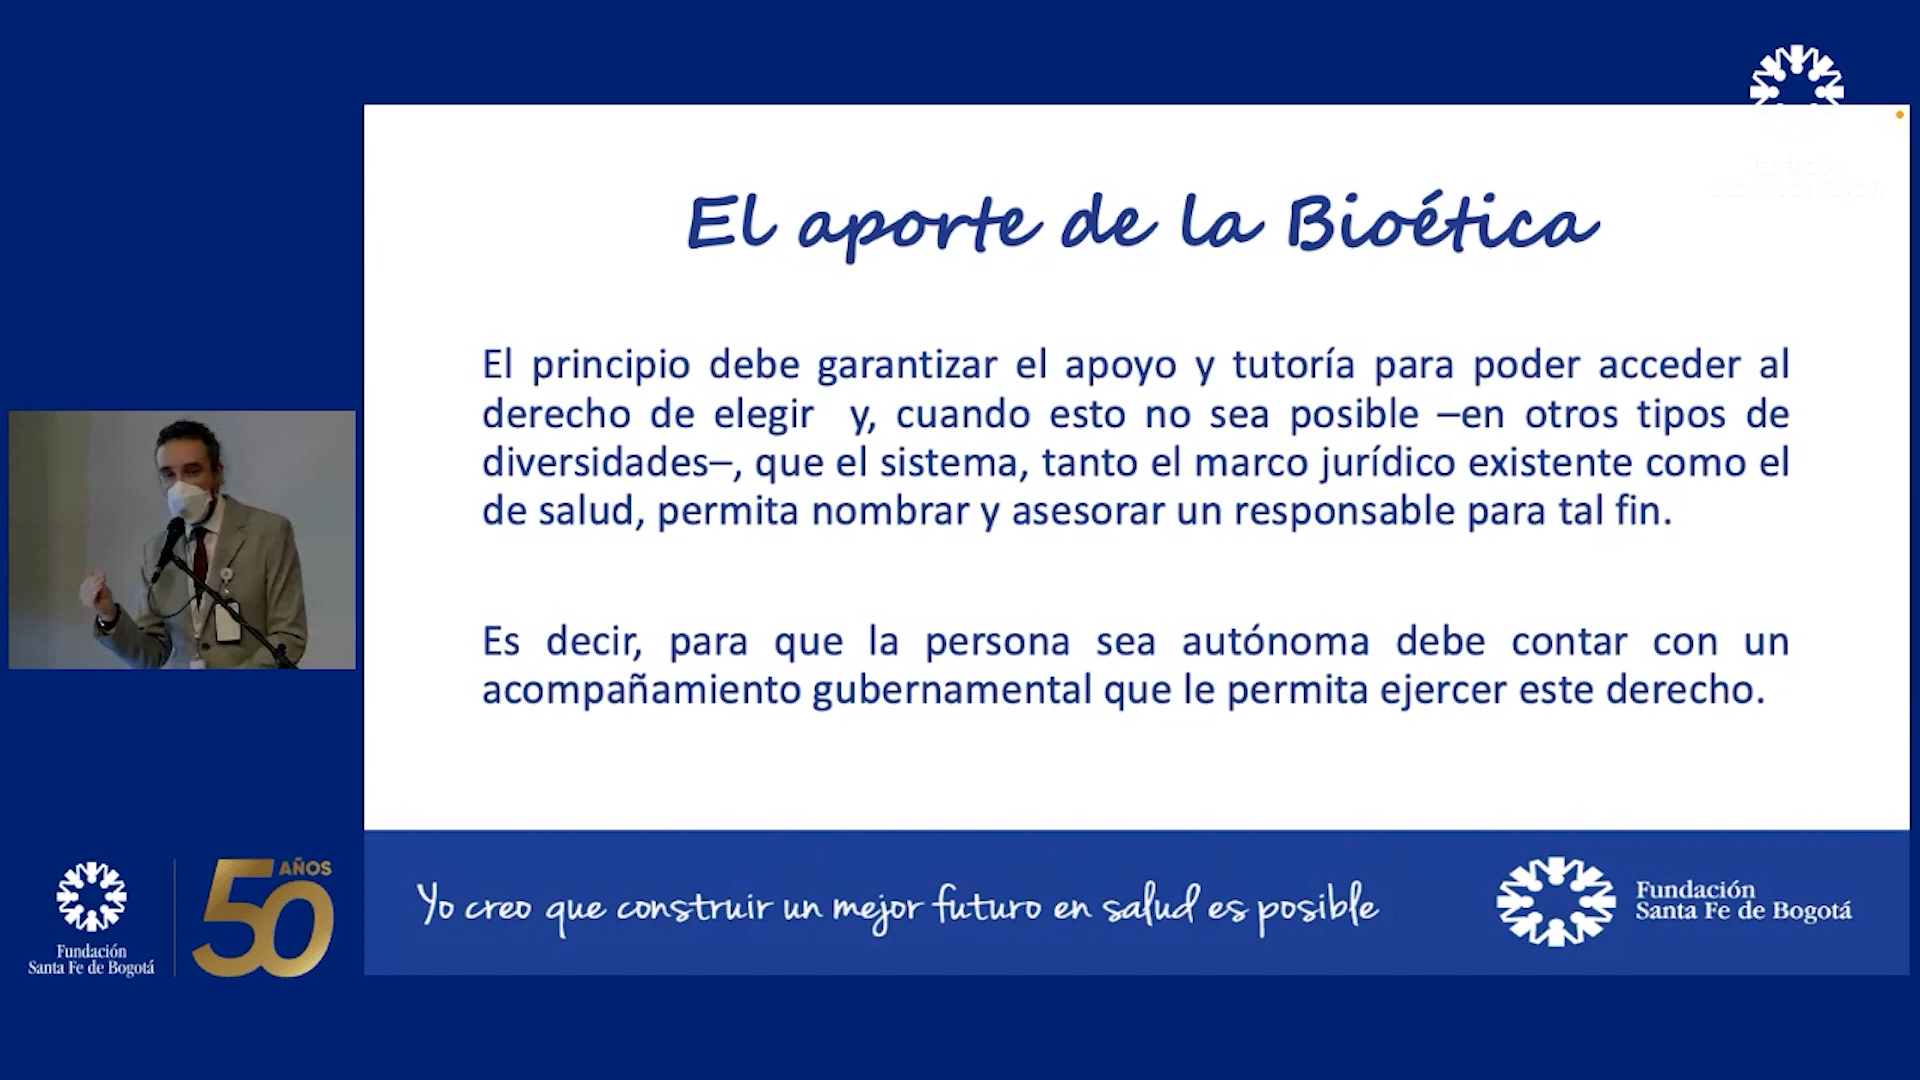 El aporte de la Bioética
El principio debe garantizar el apoyo y tutoría para poder acceder al
derecho de elegir y, cuando esto no sea posible –en otros tipos de
diversidades–, que el sistema, tanto el marco jurídico existente como el
de salud, permita nombrar y asesorar un responsable para tal fin.
Es decir, para que la persona sea autónoma debe contar con un
acompañamiento gubernamental que le permita ejercer este derecho.
Yo creo que construir un mejor futuro en salud es posible
Fundación
Santa Fe de Bogotá
Fundación
Santa Fe de Bogotá
50 AÑOS